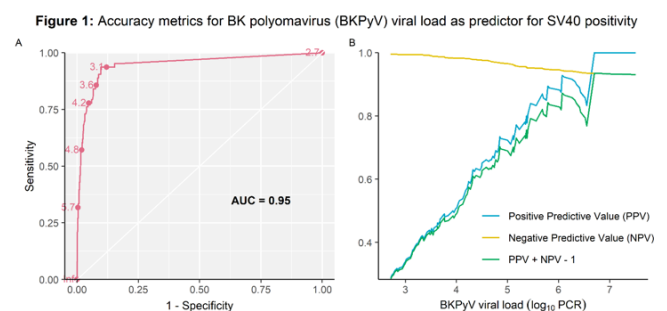 Figure 1: Accuracy metrics for BK polyomavirus (BKPyV) viral load as predictor for SV40 positivity
A
1.00
0.75
0.50
0.25
0.00
Sensitivity
2.7
3.1
3.6
4.2
4.8
5.7
Inf
AUC = 0.95
0.00
0.25
0.50
0.75
1.00
1 - Specificity
B
1.0
0.8
0.6
0.4
Positive Predictive Value (PPV)
Negative Predictive Value (NPV)
PPV + NPV - 1
3
4
5
6
7
BKPyV viral load (log₁₀ PCR)